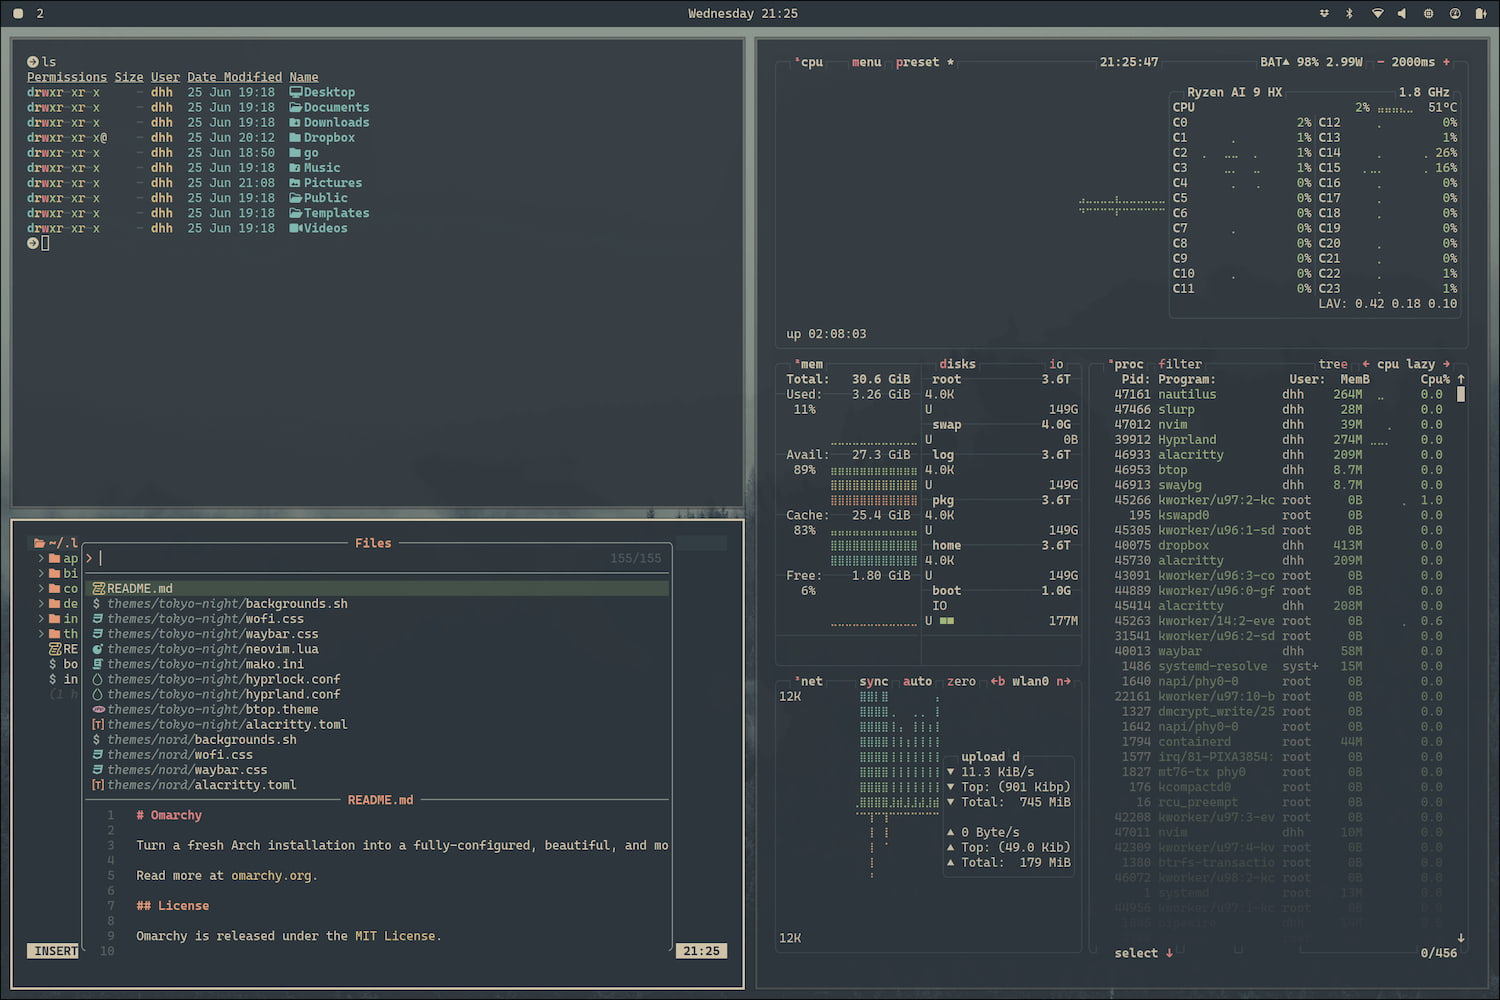 2
Wednesday 21:25
ls
Permissions Size User Date Modified Name
drwxr-xr-x - dhh 25 Jun 19:18 Desktop
drwxr-xr-x - dhh 25 Jun 19:18 Documents
drwxr-xr-x - dhh 25 Jun 19:18 Downloads
drwxr-xr-x@ - dhh 25 Jun 20:12 Dropbox
drwxr-xr-x - dhh 25 Jun 18:50 go
drwxr-xr-x - dhh 25 Jun 19:18 Music
drwxr-xr-x - dhh 25 Jun 21:08 Pictures
drwxr-xr-x - dhh 25 Jun 19:18 Public
drwxr-xr-x - dhh 25 Jun 19:18 Templates
drwxr-xr-x - dhh 25 Jun 19:18 Videos
~/.l
ap
bi
co
de
in
th
RE
$ bo
$ in
(1 h
INSERT
Files
> 155/155
README.md
$ themes/tokyo-night/backgrounds.sh
themes/tokyo-night/wofi.css
themes/tokyo-night/waybar.css
themes/tokyo-night/neovim.lua
themes/tokyo-night/mako.ini
themes/tokyo-night/hyprlock.conf
themes/tokyo-night/hyprland.conf
themes/tokyo-night/btop.theme
[T] themes/tokyo-night/alacritty.toml
$ themes/nord/backgrounds.sh
themes/nord/wofi.css
themes/nord/waybar.css
[T] themes/nord/alacritty.toml
README.md
1 # Omarchy
2
3 Turn a fresh Arch installation into a fully-configured, beautiful, and mo
4
5 Read more at omarchy.org.
6
7 ## License
8
9 Omarchy is released under the MIT License.
10
21:25
¹cpu menu preset * 21:25:47 BAT▲ 98% 2.99W - 2000ms +
Ryzen AI 9 HX 1.8 GHz
CPU 2% 51°C
C0 2% C12 0%
C1 1% C13 1%
C2 1% C14 26%
C3 1% C15 16%
C4 0% C16 0%
C5 0% C17 0%
C6 0% C18 0%
C7 0% C19 0%
C8 0% C20 0%
C9 0% C21 0%
C10 0% C22 1%
C11 0% C23 1%
LAV: 0.42 0.18 0.10
up 02:08:03
²mem
Total: 30.6 GiB
Used: 3.26 GiB
11%
Avail: 27.3 GiB
89%
Cache: 25.4 GiB
83%
Free: 1.80 GiB
6%
disks io
root 3.6T
4.0K
U 149G
swap 4.0G
U 0B
log 3.6T
4.0K
U 149G
pkg 3.6T
4.0K
U 149G
home 3.6T
4.0K
U 149G
boot 1.0G
IO
U 177M
³net sync auto zero ←b wlan0 n→
12K
upload d
▼ 11.3 KiB/s
▼ Top: (901 Kibp)
▼ Total: 745 MiB
▲ 0 Byte/s
▲ Top: (49.0 Kib)
▲ Total: 179 MiB
12K
⁴proc filter tree ← cpu lazy →
Pid: Program: User: MemB Cpu% ↑
47161 nautilus dhh 264M 0.0
47466 slurp dhh 28M 0.0
47012 nvim dhh 39M 0.0
39912 Hyprland dhh 274M 0.0
46933 alacritty dhh 209M 0.0
46953 btop dhh 8.7M 0.0
46913 swaybg dhh 8.7M 0.0
45266 kworker/u97:2-kc root 0B 1.0
195 kswapd0 root 0B 0.0
45305 kworker/u96:1-sd root 0B 0.0
40075 dropbox dhh 413M 0.0
45730 alacritty dhh 209M 0.0
43091 kworker/u96:3-co root 0B 0.0
44889 kworker/u96:0-gf root 0B 0.0
45414 alacritty dhh 208M 0.0
45263 kworker/14:2-eve root 0B 0.6
31541 kworker/u96:2-sd root 0B 0.0
40013 waybar dhh 58M 0.0
1486 systemd-resolve syst+ 15M 0.0
1640 napi/phy0-0 root 0B 0.0
22161 kworker/u97:10-b root 0B 0.0
1327 dmcrypt_write/25 root 0B 0.0
1642 napi/phy0-0 root 0B 0.0
1794 containerd root 44M 0.0
1577 irq/81-PIXA3854: root 0B 0.0
1827 mt76-tx phy0 root 0B 0.0
176 kcompactd0 root 0B 0.0
16 rcu_preempt root 0B 0.0
42208 kworker/u97:3-ev root 0B 0.0
47011 nvim dhh 10M 0.0
42309 kworker/u97:4-kv root 0B 0.0
1380 btrfs-transactio root 0B 0.0
46072 kworker/u98:2-kc root 0B 0.0
1 systemd root 13M 0.0
44956 kworker/u97:1-kc root 0B 0.0
pipewire dhh 14M 0.0
select ↓ 0/456